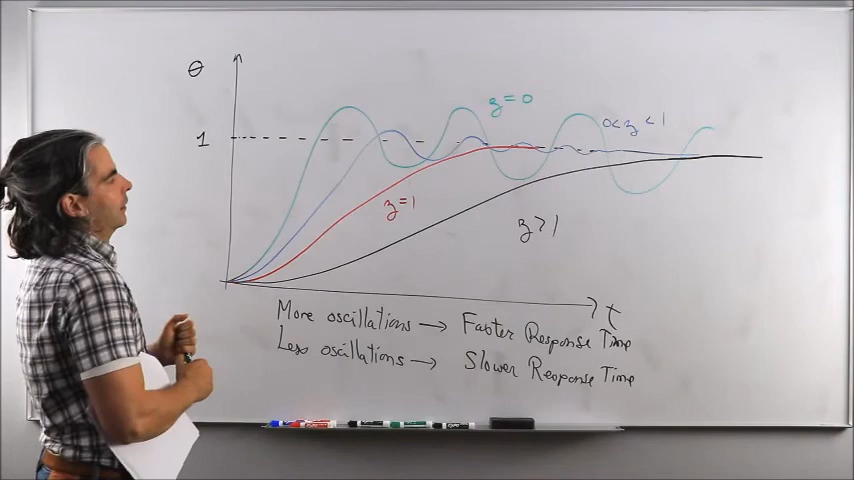 θ
z=0
0<z<1
1
z=1
z>1
t
More oscillations → Faster Response Time
Less oscillations → Slower Response Time